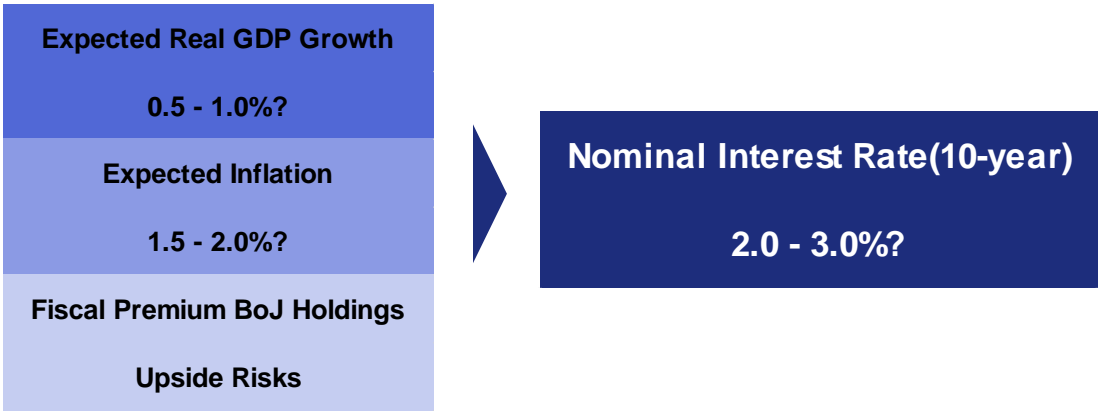 Expected Real GDP Growth
0.5 - 1.0%?
Expected Inflation
1.5 - 2.0%?
Fiscal Premium BoJ Holdings
Upside Risks
Nominal Interest Rate(10-year)
2.0 - 3.0%?